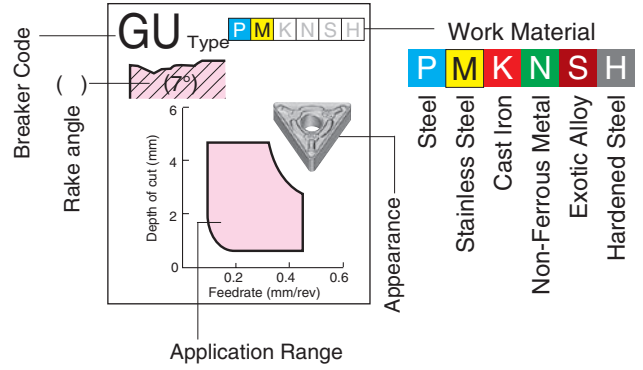 GU Type
P M K N S H
(7°)
Breaker Code
( )
Rake angle
6
4
2
0
Depth of cut (mm)
0.2 0.4 0.6
Feedrate (mm/rev)
Application Range
Appearance
Work Material
P M K N S H
Steel
Stainless Steel
Cast Iron
Non-Ferrous Metal
Exotic Alloy
Hardened Steel